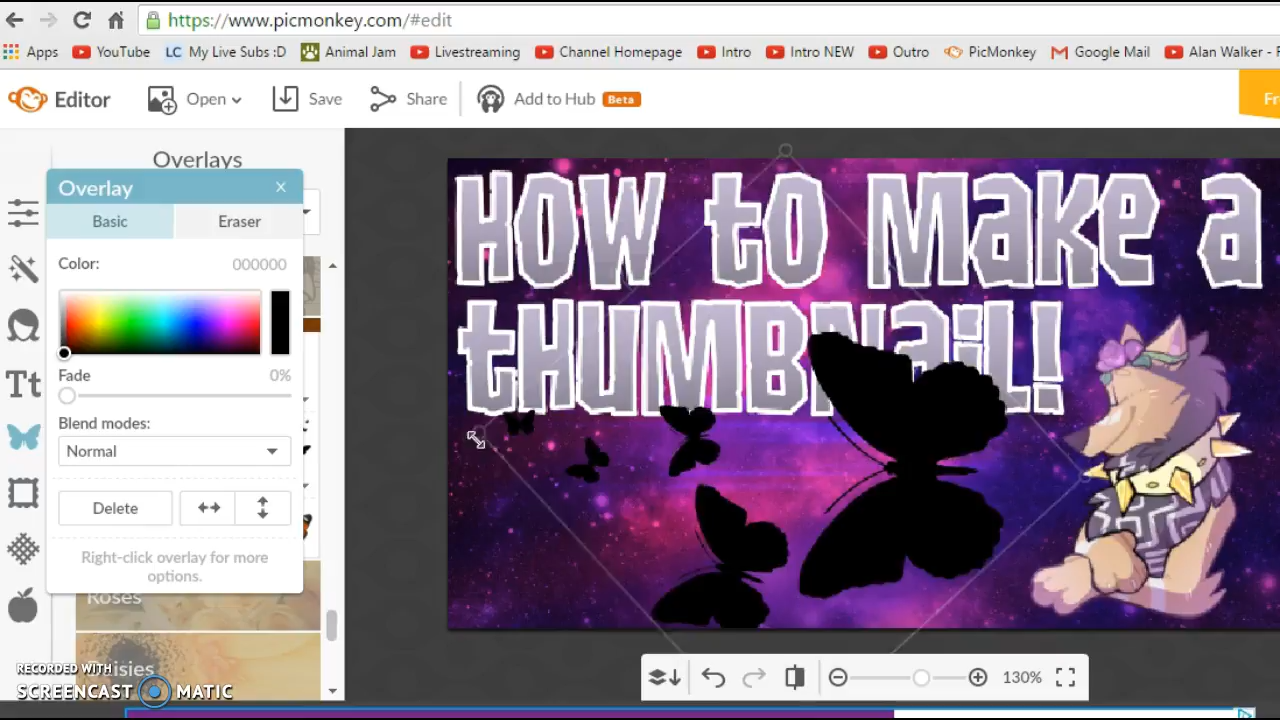 https://www.picmonkey.com/#edit
Apps YouTube LC My Live Subs :D Animal Jam Livestreaming Channel Homepage Intro Intro NEW Outro PicMonkey Google Mail Alan Walker -
Editor Open Save Share Add to Hub Beta
Overlays
Overlay X
Basic Eraser
Color: 000000
Fade 0%
Blend modes:
Normal
Delete
Right-click overlay for more
options.
Roses
Daisies
How to Make a
tHUMBNaiL!
130%
RECORDED WITH
SCREENCAST MATIC